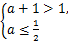 {a + 1 > 1,
a ≤ 1/2